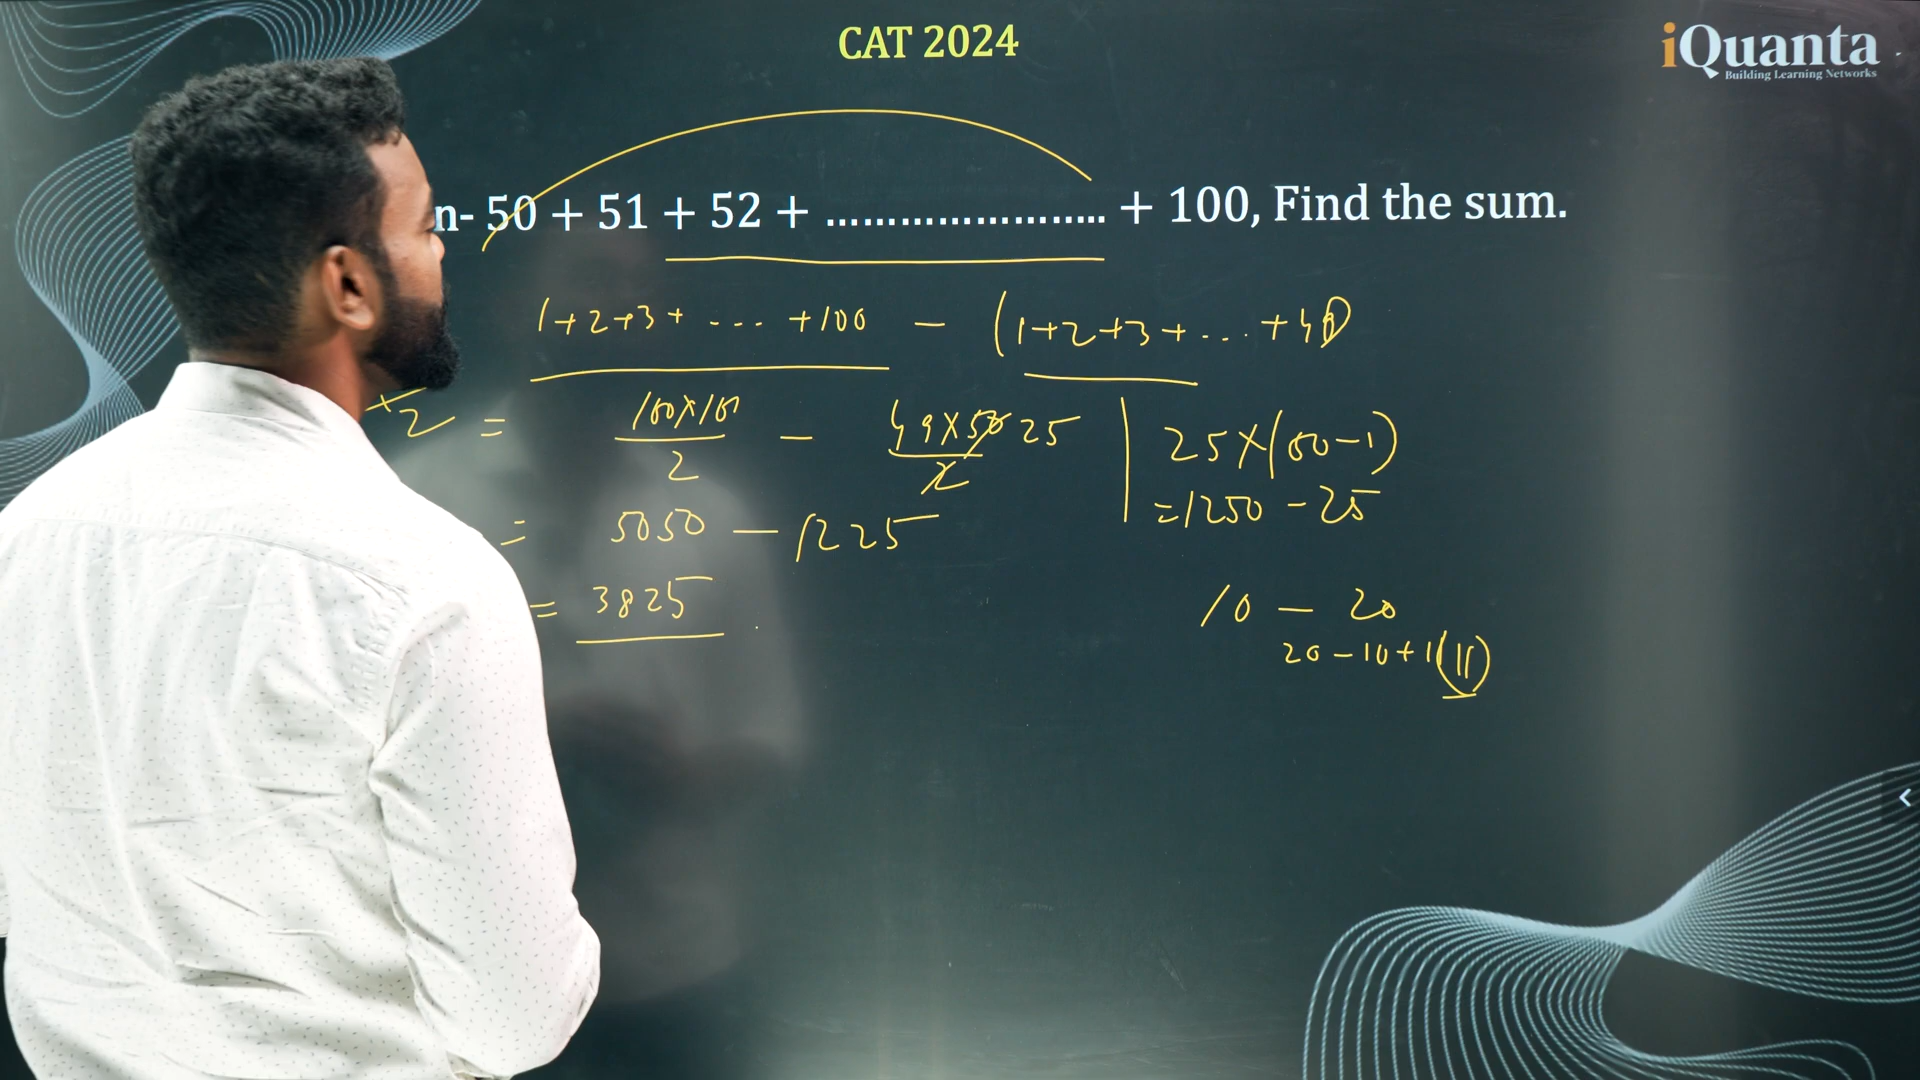 CAT 2024
iQuanta
Building Learning Networks
n- 50 + 51 + 52 + ........................ + 100, Find the sum.
1+2+3+ ---- +100 - (1+2+3+...+49)
2 = 100×101/2 - 49×50/2 25
25×(50-1)
=1250-25
= 5050 - 1225
= 3825
10 - 20
20-10+1 (11)